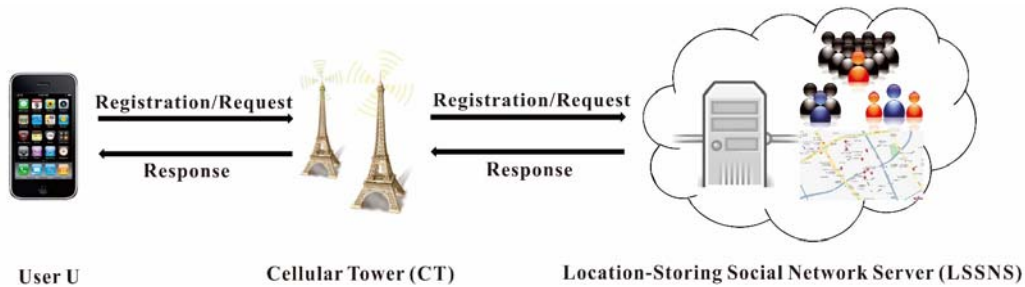 Registration/Request
Registration/Request
Response
Response
User U
Cellular Tower (CT)
Location-Storing Social Network Server (LSSNS)